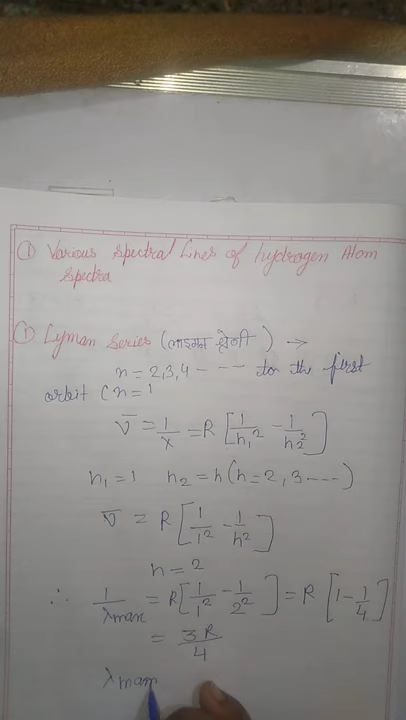 ① Various Spectral Lines of hydrogen Atom
Spectra
① Lyman Series (लाइमन श्रेणी) →
n = 2,3,4 - - - - to the first
orbit (n = 1
ν̅ = 1/λ = R [1/n₁² - 1/n₂²]
n₁ = 1 n₂ = n (n = 2, 3 ----)
ν̅ = R [1/1² - 1/n²]
n = 2
∴ 1/λmax = R [1/1² - 1/2²] = R [1 - 1/4]
= 3R/4
λmam